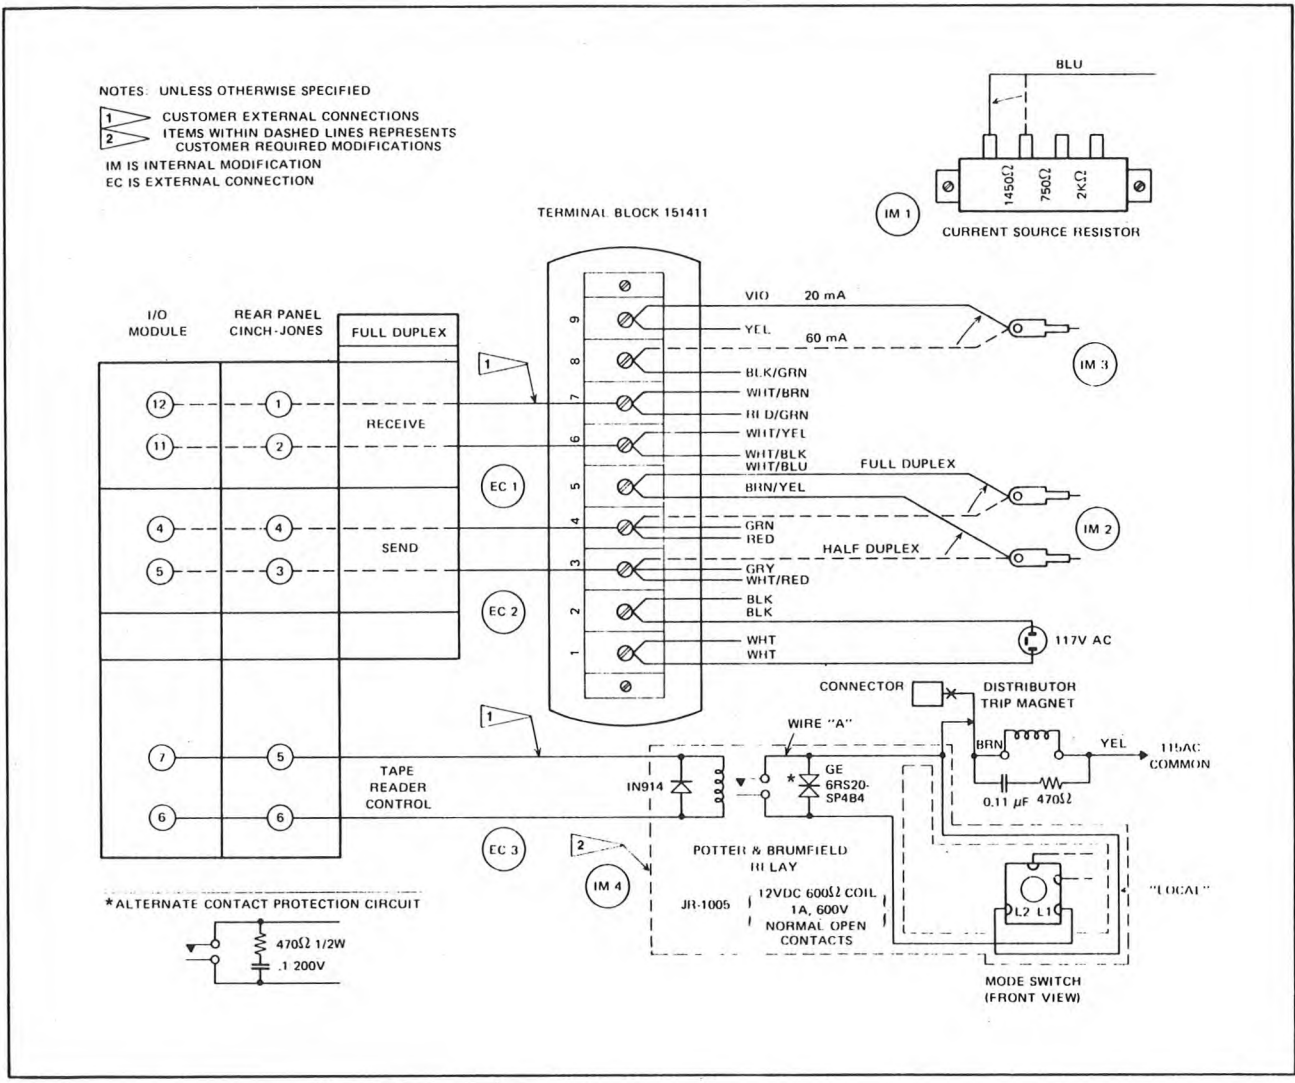 BLU
NOTES: UNLESS OTHERWISE SPECIFIED
1 CUSTOMER EXTERNAL CONNECTIONS
2 ITEMS WITHIN DASHED LINES REPRESENTS
CUSTOMER REQUIRED MODIFICATIONS
IM IS INTERNAL MODIFICATION
EC IS EXTERNAL CONNECTION
1450Ω
750Ω
2KΩ
IM 1
CURRENT SOURCE RESISTOR
TERMINAL BLOCK 151411
I/O
MODULE
REAR PANEL
CINCH-JONES
FULL DUPLEX
9
8
7
6
5
4
3
2
1
VIO 20 mA
YEL
60 mA
BLK/GRN
WHT/BRN
RED/GRN
WHT/YEL
WHT/BLK
WHT/BLU
BRN/YEL
FULL DUPLEX
GRN
RED
HALF DUPLEX
GRY
WHT/RED
BLK
BLK
WHT
WHT
IM 3
IM 2
117V AC
12 1
RECEIVE
11 2
1
EC 1
4 4
SEND
5 3
EC 2
7 5
TAPE
READER
CONTROL
6 6
1
EC 3
CONNECTOR
DISTRIBUTOR
TRIP MAGNET
WIRE "A"
BRN
YEL
115AC
COMMON
0.11 µF 470Ω
IN914
*
GE
6RS20-
SP4B4
2
IM 4
POTTER & BRUMFIELD
RELAY
JR-1005
12VDC 600Ω COIL
1A, 600V
NORMAL OPEN
CONTACTS
L2 L1
"LOCAL"
MODE SWITCH
(FRONT VIEW)
*ALTERNATE CONTACT PROTECTION CIRCUIT
470Ω 1/2W
.1 200V